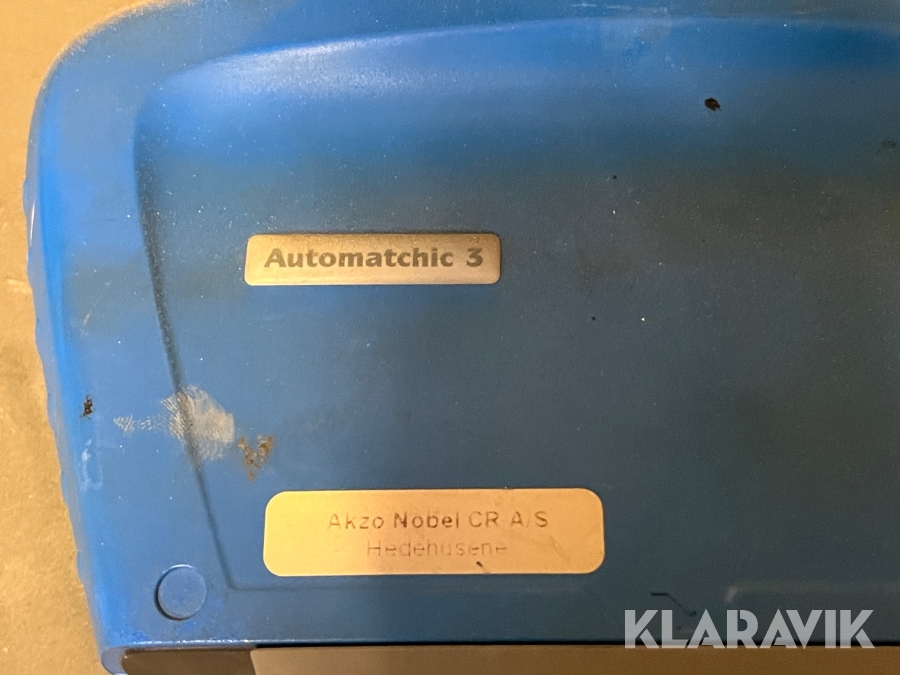 Automatchic 3
Akzo Nobel CR A/S
Hedehusene
KLARAVIK